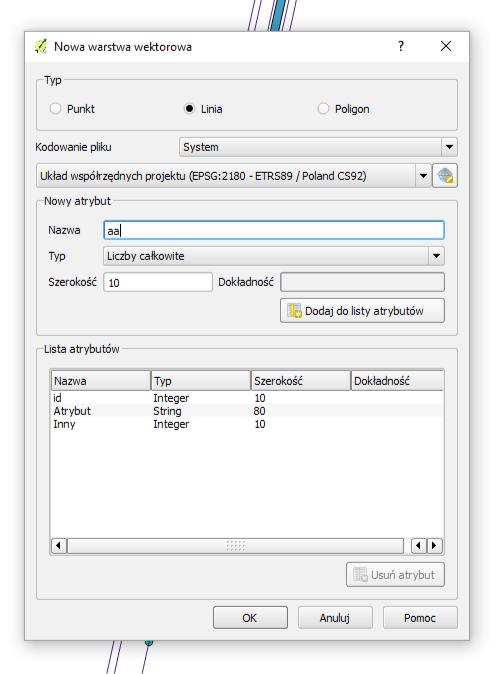 Nowa warstwa wektorowa ?
Typ
Punkt Linia Poligon
Kodowanie pliku System
Układ współrzędnych projektu (EPSG:2180 - ETRS89 / Poland CS92)
Nowy atrybut
Nazwa aa
Typ Liczby całkowite
Szerokość 10 Dokładność
Dodaj do listy atrybutów
Lista atrybutów
Nazwa Typ Szerokość Dokładność
id Integer 10
Atrybut String 80
Inny Integer 10
Usuń atrybut
OK Anuluj Pomoc